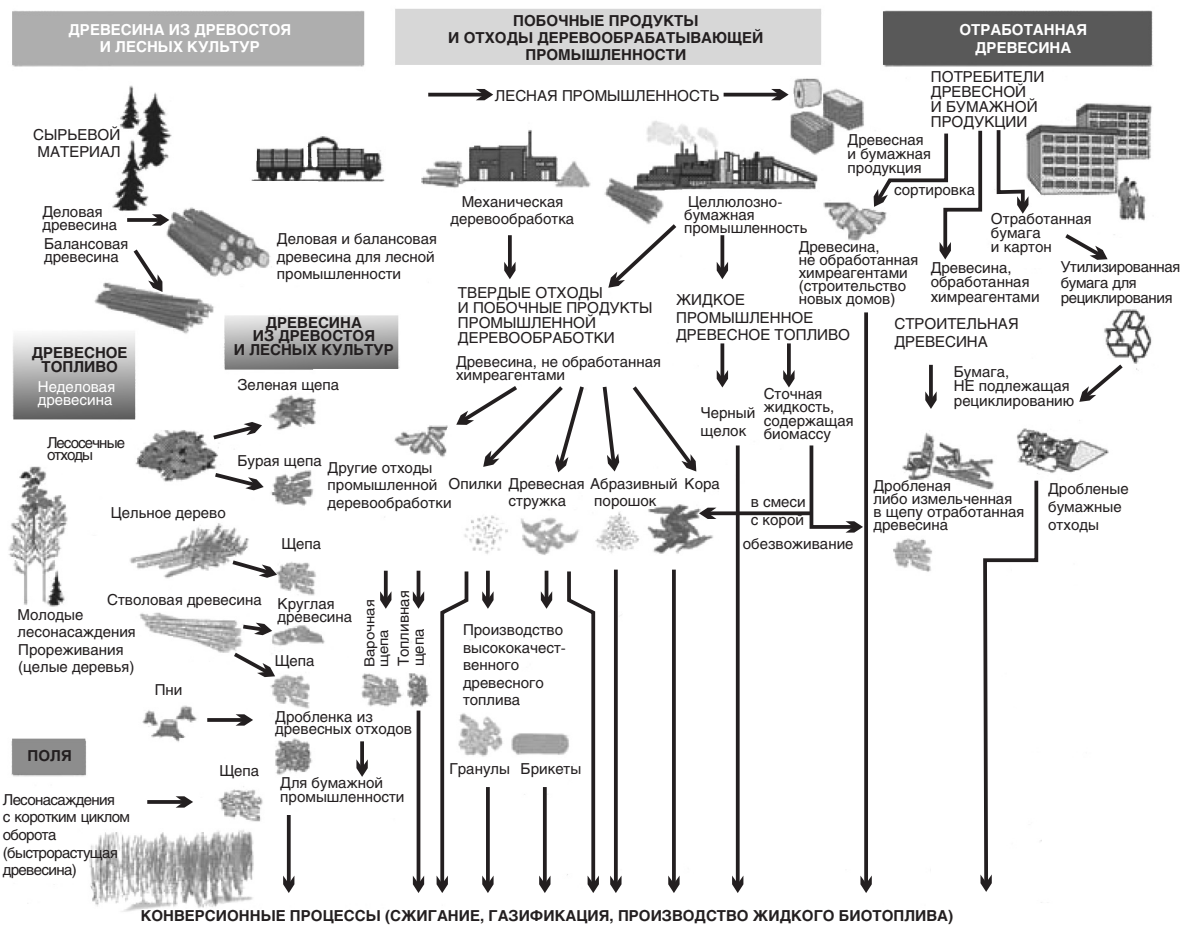 ДРЕВЕСИНА ИЗ ДРЕВОСТОЯ
И ЛЕСНЫХ КУЛЬТУР
ПОБОЧНЫЕ ПРОДУКТЫ
И ОТХОДЫ ДЕРЕВООБРАБАТЫВАЮЩЕЙ
ПРОМЫШЛЕННОСТИ
ОТРАБОТАННАЯ
ДРЕВЕСИНА
СЫРЬЕВОЙ
МАТЕРИАЛ
Деловая
древесина
Балансовая
древесина
Деловая и балансовая
древесина для лесной
промышленности
ЛЕСНАЯ ПРОМЫШЛЕННОСТЬ
Механическая
деревообработка
Целлюлозно-
бумажная
промышленность
Древесная
и бумажная
продукция
ПОТРЕБИТЕЛИ
ДРЕВЕСНОЙ
И БУМАЖНОЙ
ПРОДУКЦИИ
сортировка
Древесина,
не обработанная
химреагентами
(строительство
новых домов)
Древесина,
обработанная
химреагентами
Отработанная
бумага
и картон
Утилизированная
бумага для
рециклирования
СТРОИТЕЛЬНАЯ
ДРЕВЕСИНА
Бумага,
НЕ подлежащая
рециклированию
ДРЕВЕСНОЕ
ТОПЛИВО
Неделовая
древесина
ДРЕВЕСИНА
ИЗ ДРЕВОСТОЯ
И ЛЕСНЫХ КУЛЬТУР
ТВЕРДЫЕ ОТХОДЫ
И ПОБОЧНЫЕ ПРОДУКТЫ
ПРОМЫШЛЕННОЙ
ДЕРЕВООБРАБОТКИ
Древесина, не обработанная
химреагентами
ЖИДКОЕ
ПРОМЫШЛЕННОЕ
ДРЕВЕСНОЕ ТОПЛИВО
Черный
щелок
Сточная
жидкость,
содержащая
биомассу
Зеленая щепа
Лесосечные
отходы
Бурая щепа
Другие отходы
промышленной
деревообработки
Опилки
Древесная
стружка
Абразивный
порошок
Кора
в смеси
с корой
обезвоживание
Дробленая
либо измельченная
в щепу отработанная
древесина
Дробленые
бумажные
отходы
Цельное дерево
Щепа
Стволовая древесина
Круглая
древесина
Щепа
Молодые
лесонасаждения
Прореживания
(целые деревья)
Варочная
щепа
Топливная
щепа
Производство
высококачест-
венного
древесного
топлива
Гранулы
Брикеты
Пни
Дробленка из
древесных отходов
Для бумажной
промышленности
ПОЛЯ
Щепа
Лесонасаждения
с коротким циклом
оборота
(быстрорастущая
древесина)
КОНВЕРСИОННЫЕ ПРОЦЕССЫ (СЖИГАНИЕ, ГАЗИФИКАЦИЯ, ПРОИЗВОДСТВО ЖИДКОГО БИОТОПЛИВА)